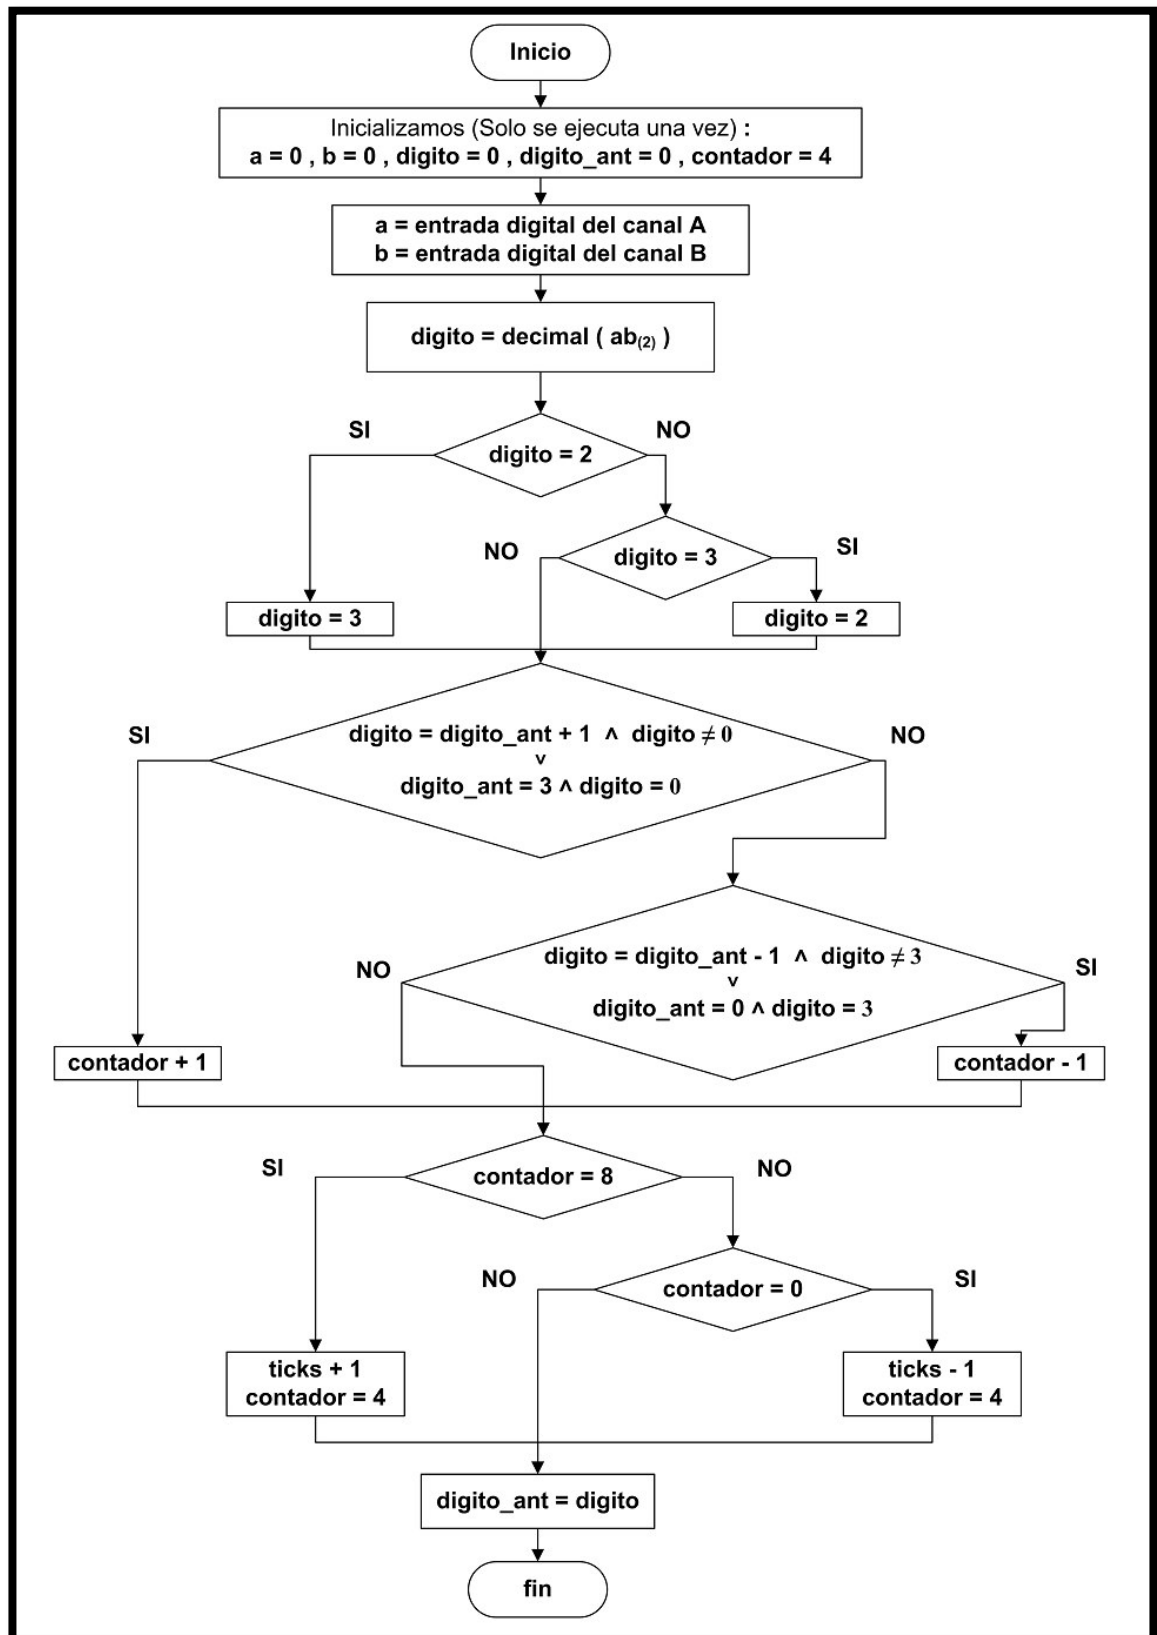 Inicio
Inicializamos (Solo se ejecuta una vez) :
a = 0 , b = 0 , digito = 0 , digito_ant = 0 , contador = 4
a = entrada digital del canal A
b = entrada digital del canal B
digito = decimal ( ab(2) )
SI
NO
digito = 2
NO
SI
digito = 3
digito = 3
digito = 2
SI
NO
digito = digito_ant + 1 ∧ digito ≠ 0
∨
digito_ant = 3 ∧ digito = 0
NO
SI
digito = digito_ant - 1 ∧ digito ≠ 3
∨
digito_ant = 0 ∧ digito = 3
contador + 1
contador - 1
SI
NO
contador = 8
NO
SI
contador = 0
ticks + 1
contador = 4
ticks - 1
contador = 4
digito_ant = digito
fin